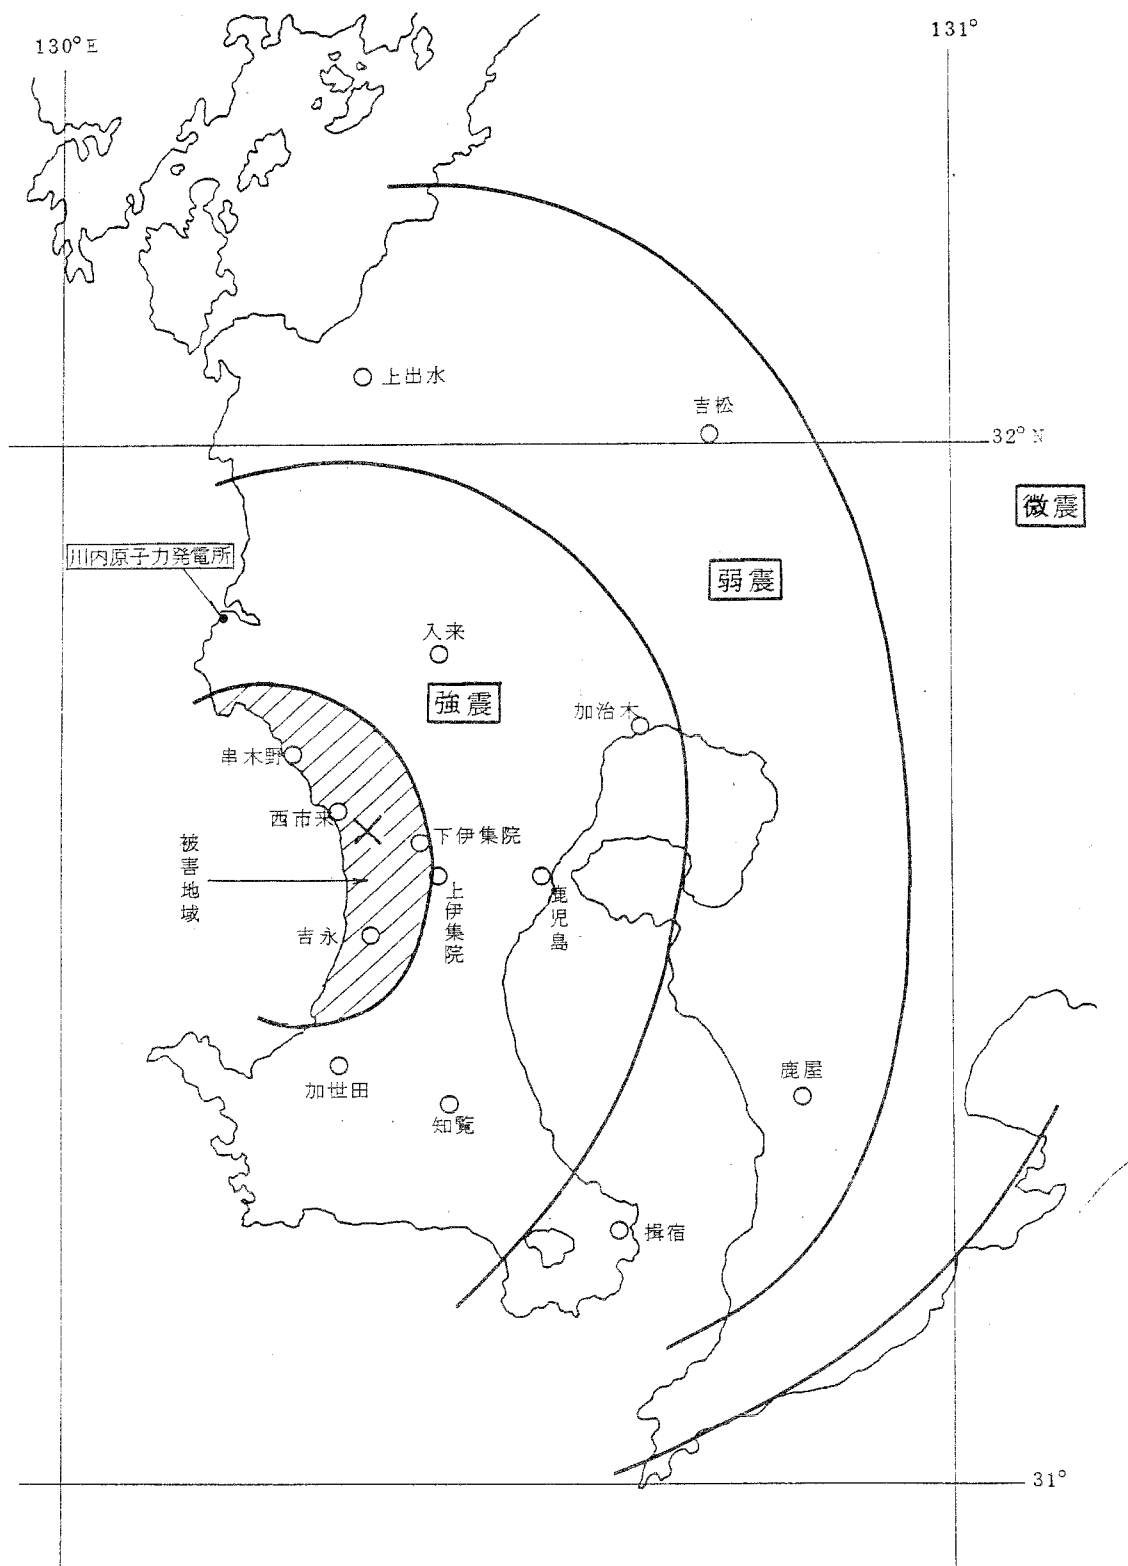 130°E
131°
上出水
吉松
32°N
微震
川内原子力発電所
弱震
入来
強震
加治木
串木野
西市来
下伊集院
被害地域
上伊集院
鹿児島
吉永
加世田
知覧
鹿屋
揖宿
31°